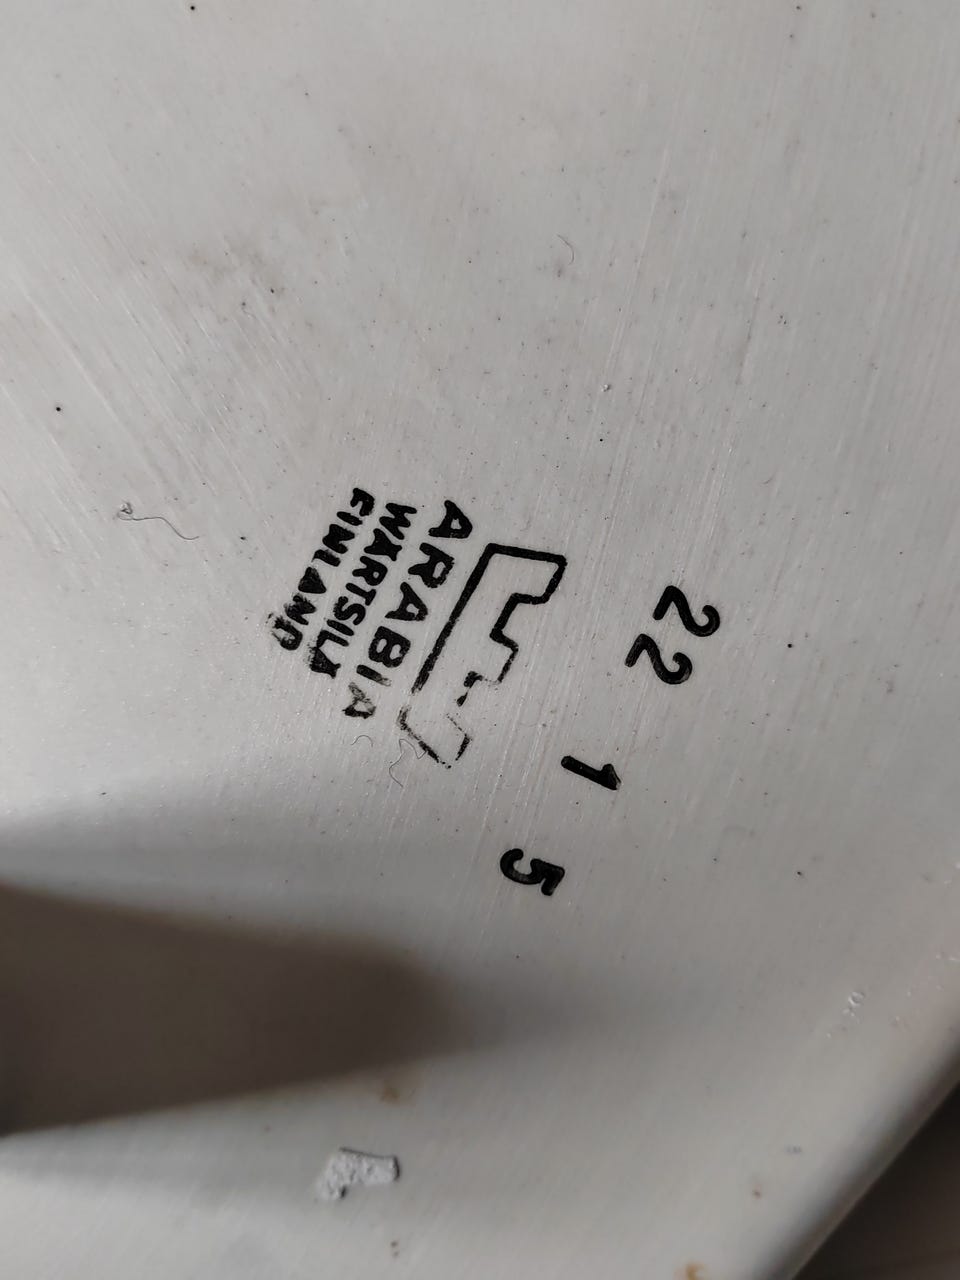 22 1 5
ARABIA
WÄRTSILÄ
FINLAND